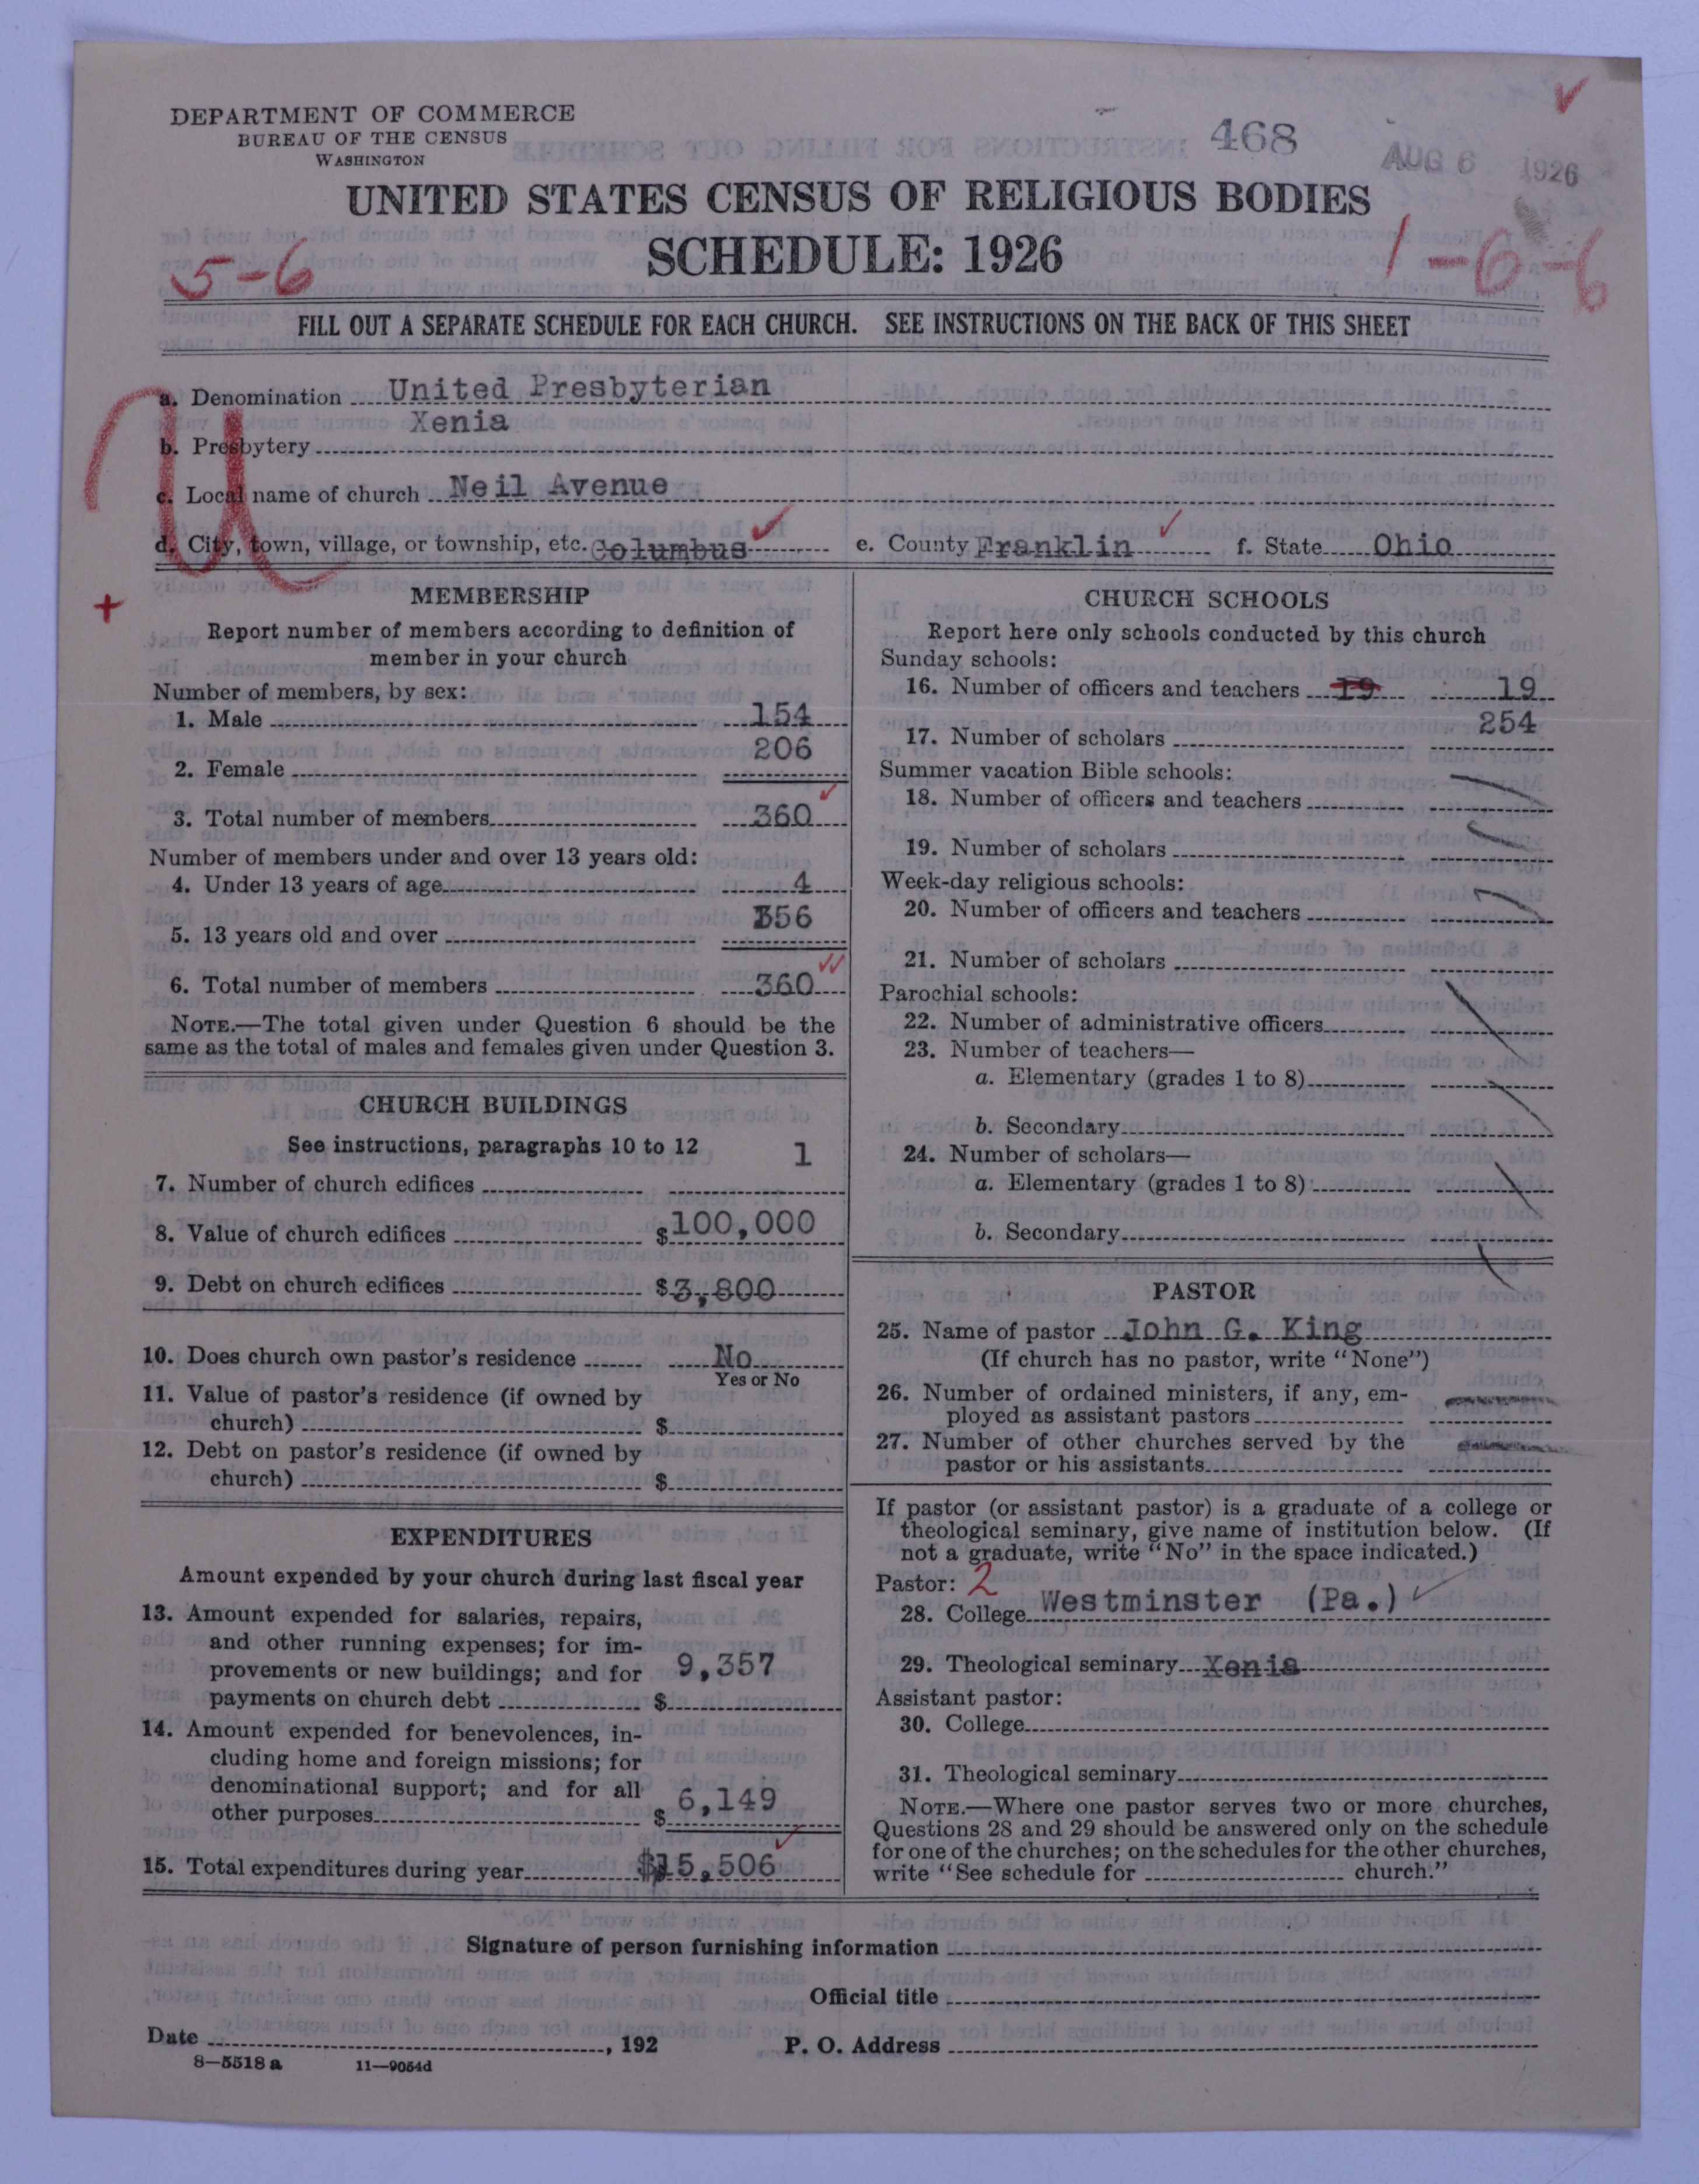 DEPARTMENT OF COMMERCE
BUREAU OF THE CENSUS
WASHINGTON
468
AUG 6 1926
UNITED STATES CENSUS OF RELIGIOUS BODIES
SCHEDULE: 1926
5-6
1-6-6
FILL OUT A SEPARATE SCHEDULE FOR EACH CHURCH. SEE INSTRUCTIONS ON THE BACK OF THIS SHEET
U
a. Denomination United Presbyterian
b. Presbytery Xenia
c. Local name of church Neil Avenue
d. City, town, village, or township, etc. Columbus e. County Franklin f. State Ohio
+
MEMBERSHIP
Report number of members according to definition of
member in your church
Number of members, by sex:
1. Male 154
2. Female 206
3. Total number of members 360
Number of members under and over 13 years old:
4. Under 13 years of age 4
5. 13 years old and over 356
6. Total number of members 360
NOTE.—The total given under Question 6 should be the
same as the total of males and females given under Question 3.
CHURCH BUILDINGS
See instructions, paragraphs 10 to 12
7. Number of church edifices 1
8. Value of church edifices $100,000
9. Debt on church edifices $3,800
10. Does church own pastor's residence No
Yes or No
11. Value of pastor's residence (if owned by
church) $
12. Debt on pastor's residence (if owned by
church) $
EXPENDITURES
Amount expended by your church during last fiscal year
13. Amount expended for salaries, repairs,
and other running expenses; for im-
provements or new buildings; and for
payments on church debt $ 9,357
14. Amount expended for benevolences, in-
cluding home and foreign missions; for
denominational support; and for all
other purposes $ 6,149
15. Total expenditures during year $15,506
CHURCH SCHOOLS
Report here only schools conducted by this church
Sunday schools:
16. Number of officers and teachers 19 19
17. Number of scholars 254
Summer vacation Bible schools:
18. Number of officers and teachers
19. Number of scholars
Week-day religious schools:
20. Number of officers and teachers
21. Number of scholars
Parochial schools:
22. Number of administrative officers
23. Number of teachers—
a. Elementary (grades 1 to 8)
b. Secondary
24. Number of scholars—
a. Elementary (grades 1 to 8)
b. Secondary
PASTOR
25. Name of pastor John G. King
(If church has no pastor, write "None")
26. Number of ordained ministers, if any, em-
ployed as assistant pastors
27. Number of other churches served by the
pastor or his assistants
If pastor (or assistant pastor) is a graduate of a college or
theological seminary, give name of institution below. (If
not a graduate, write "No" in the space indicated.)
Pastor: 2
28. College Westminster (Pa.)
29. Theological seminary Xenia
Assistant pastor:
30. College
31. Theological seminary
NOTE.—Where one pastor serves two or more churches,
Questions 28 and 29 should be answered only on the schedule
for one of the churches; on the schedules for the other churches,
write "See schedule for church."
Signature of person furnishing information
Official title
Date , 192 P. O. Address
8—5518 a 11—9054d